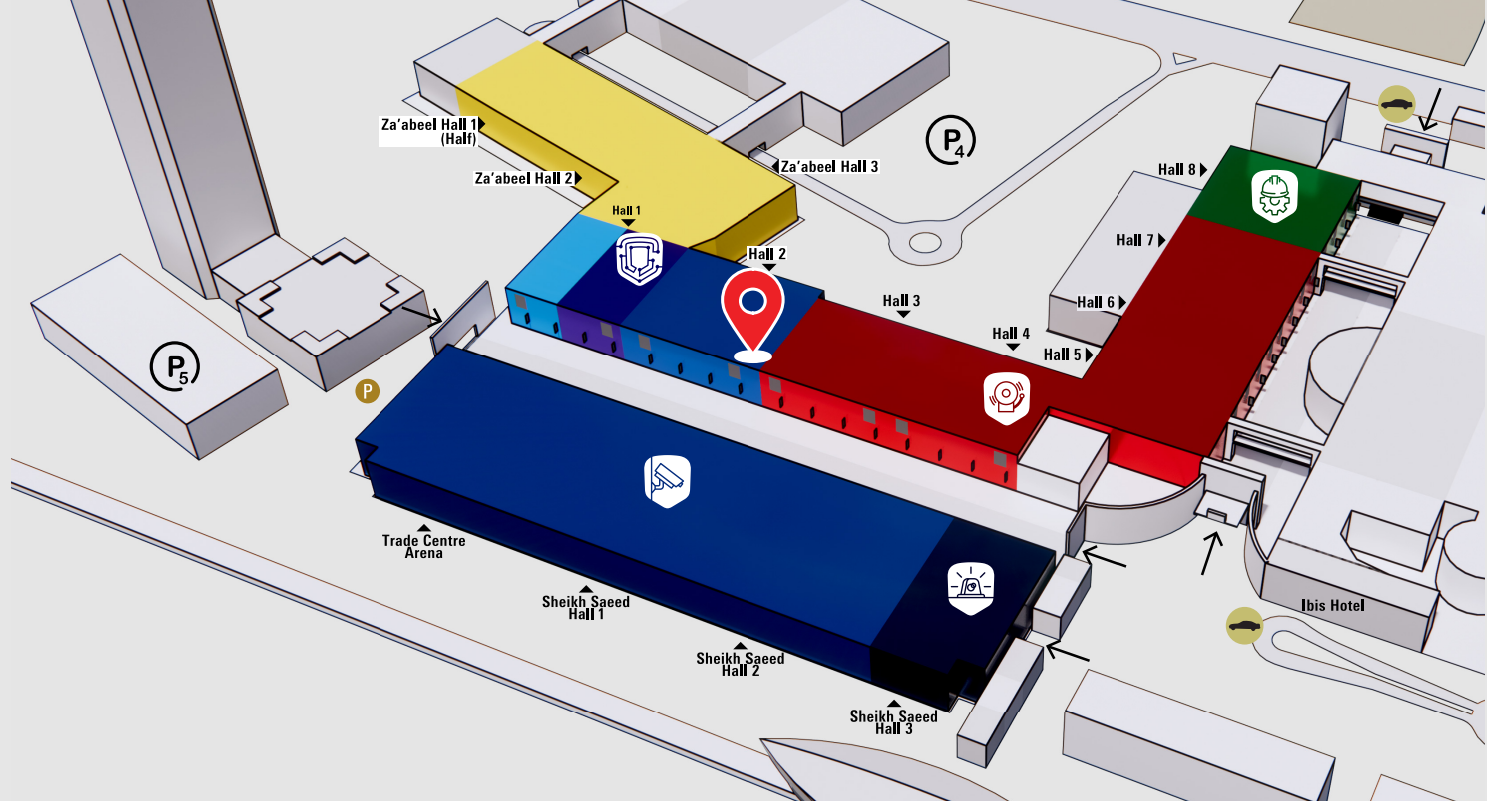 Za'abeel Hall 1
(Half)
Za'abeel Hall 2
Za'abeel Hall 3
P4
Hall 8
Hall 1
Hall 2
Hall 7
Hall 3
Hall 6
Hall 4
Hall 5
P5
P
Trade Centre
Arena
Sheikh Saeed
Hall 1
Sheikh Saeed
Hall 2
Sheikh Saeed
Hall 3
Ibis Hotel